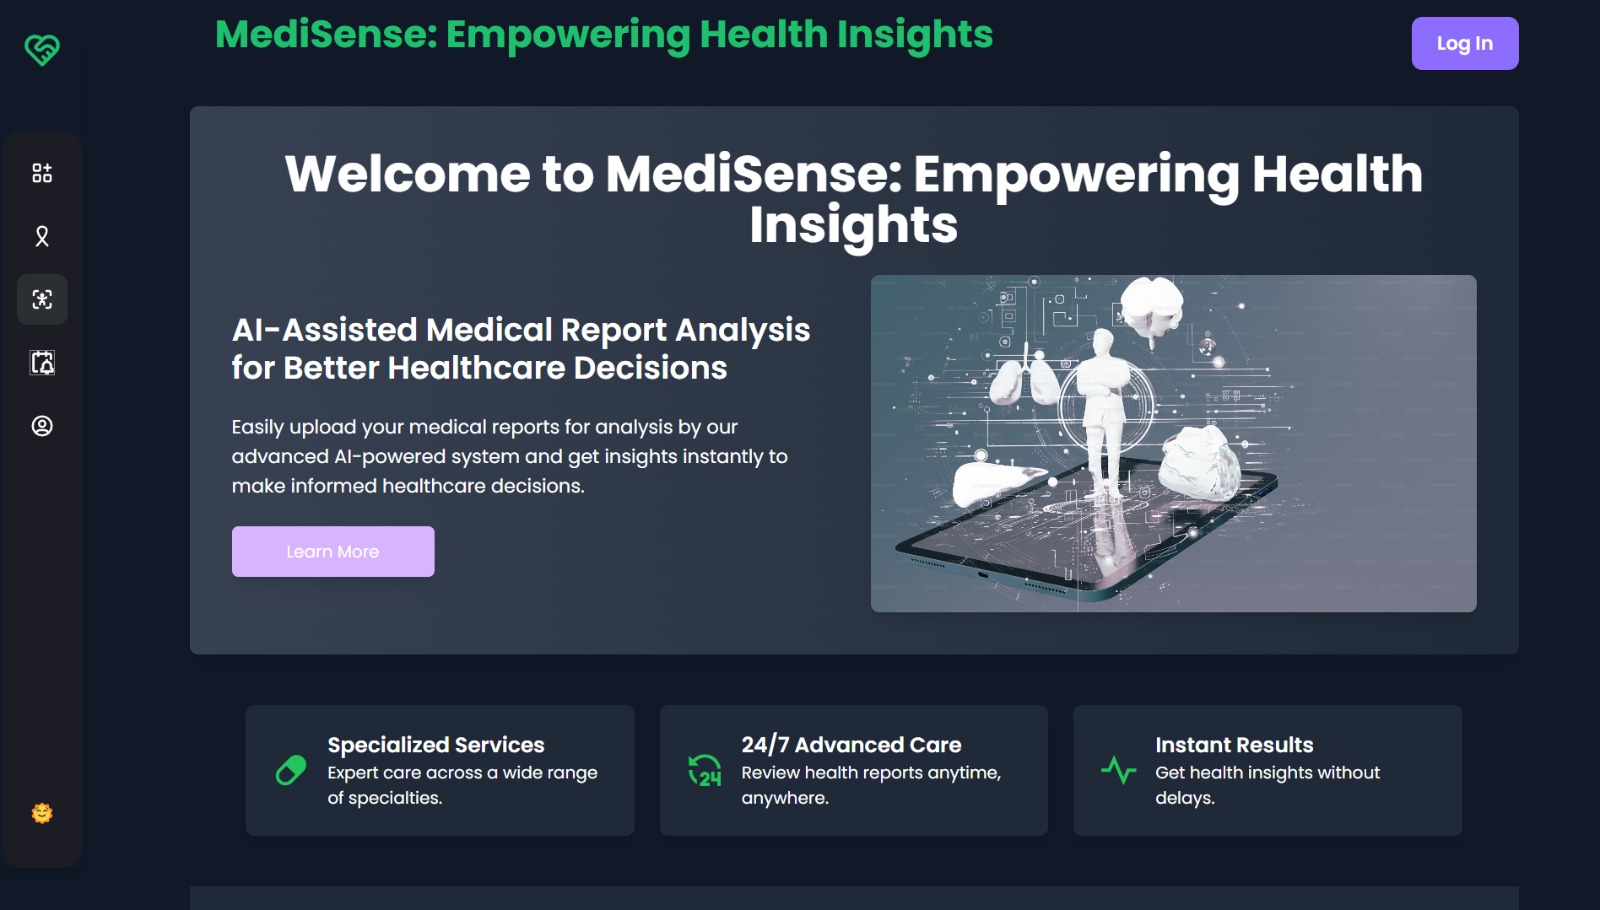 MediSense: Empowering Health Insights
Log In
Welcome to MediSense: Empowering Health
Insights
AI-Assisted Medical Report Analysis
for Better Healthcare Decisions
Easily upload your medical reports for analysis by our
advanced AI-powered system and get insights instantly to
make informed healthcare decisions.
Learn More
Specialized Services
Expert care across a wide range
of specialties.
24
24/7 Advanced Care
Review health reports anytime,
anywhere.
Instant Results
Get health insights without
delays.